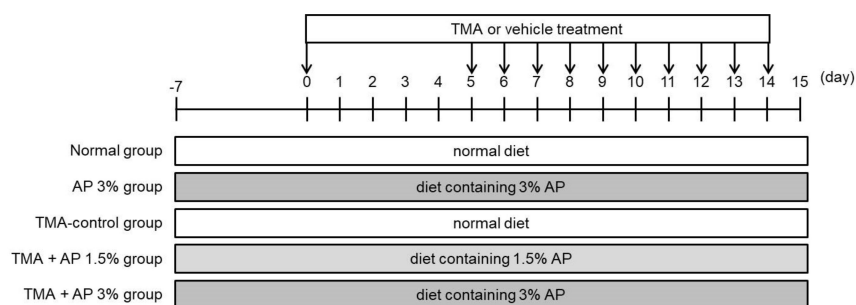 TMA or vehicle treatment
-7 0 1 2 3 4 5 6 7 8 9 10 11 12 13 14 15 (day)
Normal group normal diet
AP 3% group diet containing 3% AP
TMA-control group normal diet
TMA + AP 1.5% group diet containing 1.5% AP
TMA + AP 3% group diet containing 3% AP